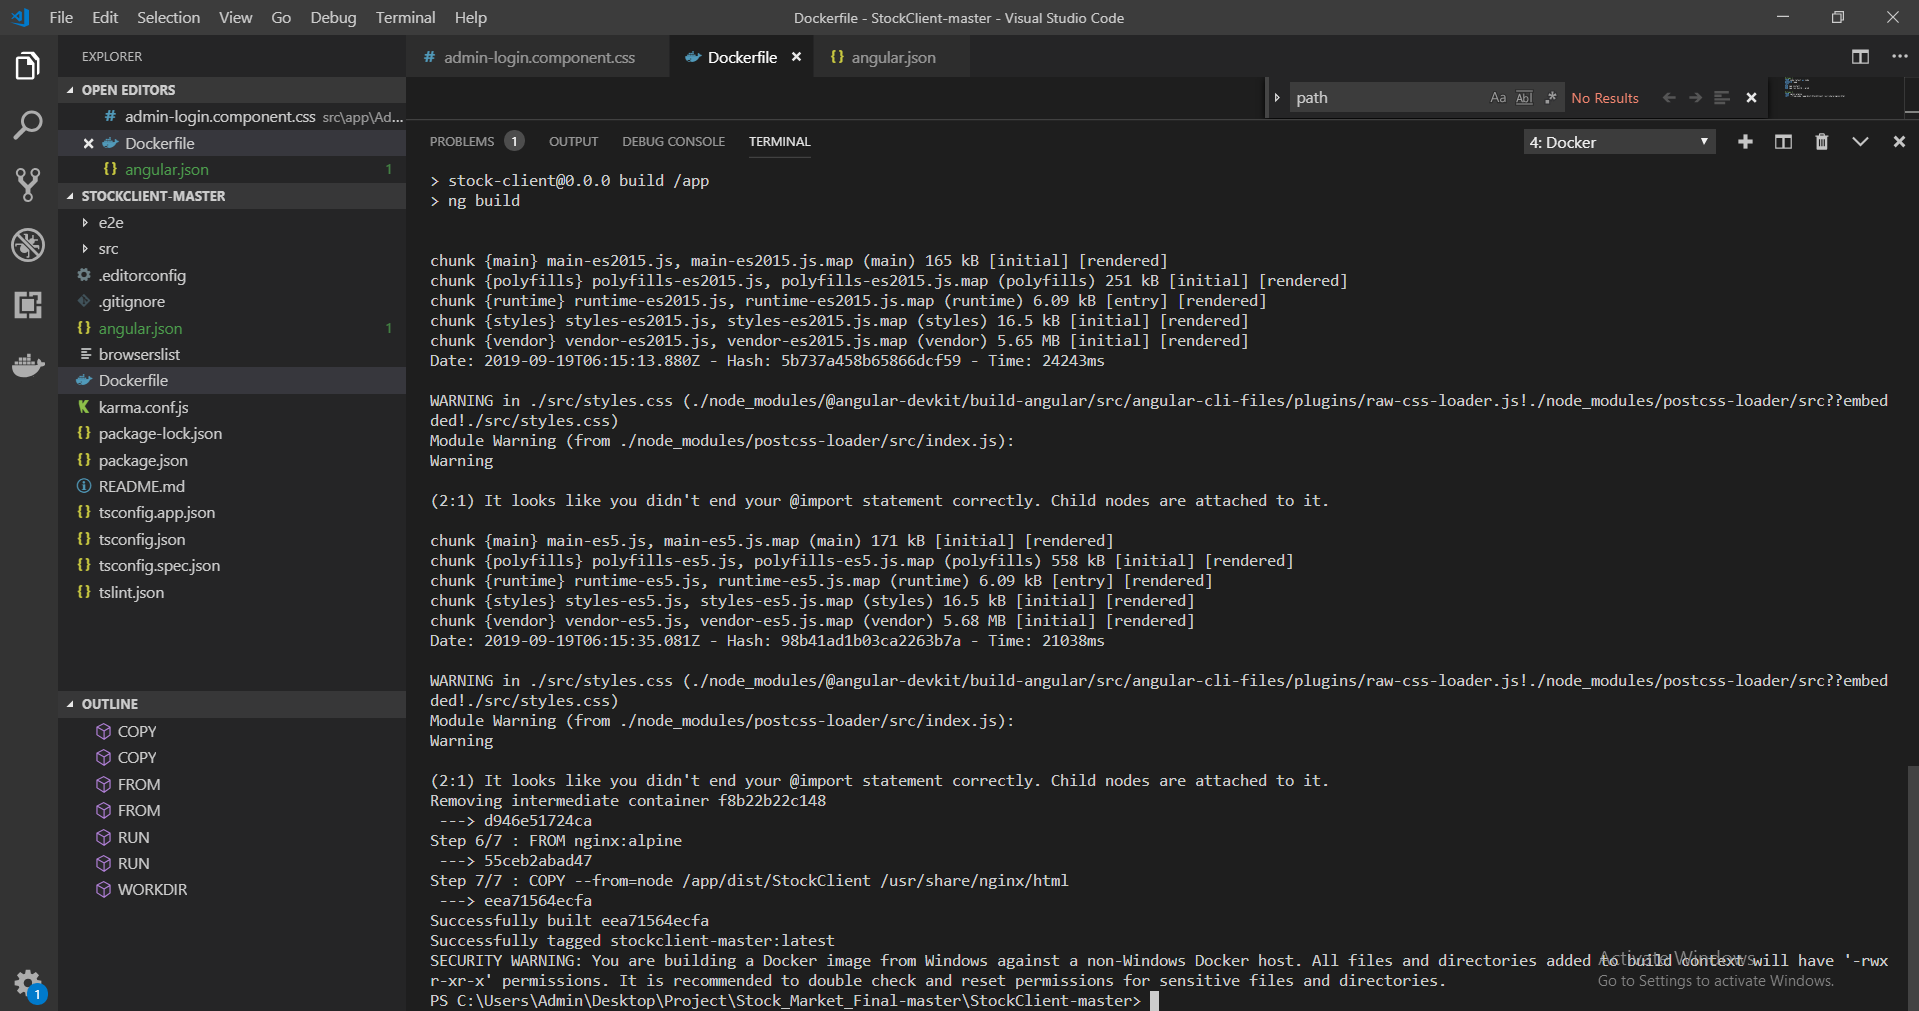 File Edit Selection View Go Debug Terminal Help
Dockerfile - StockClient-master - Visual Studio Code
EXPLORER
OPEN EDITORS
# admin-login.component.css src\app\Ad...
Dockerfile
{} angular.json 1
STOCKCLIENT-MASTER
e2e
src
.editorconfig
.gitignore
{} angular.json 1
browserslist
Dockerfile
K karma.conf.js
{} package-lock.json
{} package.json
README.md
{} tsconfig.app.json
{} tsconfig.json
{} tsconfig.spec.json
{} tslint.json
OUTLINE
COPY
COPY
FROM
FROM
RUN
RUN
WORKDIR
1
# admin-login.component.css
Dockerfile
{} angular.json
path Aa Abl .* No Results
PROBLEMS 1 OUTPUT DEBUG CONSOLE TERMINAL
4: Docker
> stock-client@0.0.0 build /app
> ng build
chunk {main} main-es2015.js, main-es2015.js.map (main) 165 kB [initial] [rendered]
chunk {polyfills} polyfills-es2015.js, polyfills-es2015.js.map (polyfills) 251 kB [initial] [rendered]
chunk {runtime} runtime-es2015.js, runtime-es2015.js.map (runtime) 6.09 kB [entry] [rendered]
chunk {styles} styles-es2015.js, styles-es2015.js.map (styles) 16.5 kB [initial] [rendered]
chunk {vendor} vendor-es2015.js, vendor-es2015.js.map (vendor) 5.65 MB [initial] [rendered]
Date: 2019-09-19T06:15:13.880Z - Hash: 5b737a458b65866dcf59 - Time: 24243ms
WARNING in ./src/styles.css (./node_modules/@angular-devkit/build-angular/src/angular-cli-files/plugins/raw-css-loader.js!./node_modules/postcss-loader/src??embed
ded!./src/styles.css)
Module Warning (from ./node_modules/postcss-loader/src/index.js):
Warning
(2:1) It looks like you didn't end your @import statement correctly. Child nodes are attached to it.
chunk {main} main-es5.js, main-es5.js.map (main) 171 kB [initial] [rendered]
chunk {polyfills} polyfills-es5.js, polyfills-es5.js.map (polyfills) 558 kB [initial] [rendered]
chunk {runtime} runtime-es5.js, runtime-es5.js.map (runtime) 6.09 kB [entry] [rendered]
chunk {styles} styles-es5.js, styles-es5.js.map (styles) 16.5 kB [initial] [rendered]
chunk {vendor} vendor-es5.js, vendor-es5.js.map (vendor) 5.68 MB [initial] [rendered]
Date: 2019-09-19T06:15:35.081Z - Hash: 98b41ad1b03ca2263b7a - Time: 21038ms
WARNING in ./src/styles.css (./node_modules/@angular-devkit/build-angular/src/angular-cli-files/plugins/raw-css-loader.js!./node_modules/postcss-loader/src??embed
ded!./src/styles.css)
Module Warning (from ./node_modules/postcss-loader/src/index.js):
Warning
(2:1) It looks like you didn't end your @import statement correctly. Child nodes are attached to it.
Removing intermediate container f8b22b22c148
---> d946e51724ca
Step 6/7 : FROM nginx:alpine
---> 55ceb2abad47
Step 7/7 : COPY --from=node /app/dist/StockClient /usr/share/nginx/html
---> eea71564ecfa
Successfully built eea71564ecfa
Successfully tagged stockclient-master:latest
SECURITY WARNING: You are building a Docker image from Windows against a non-Windows Docker host. All files and directories added to build context will have '-rwx
r-xr-x' permissions. It is recommended to double check and reset permissions for sensitive files and directories.
PS C:\Users\Admin\Desktop\Project\Stock_Market_Final-master\StockClient-master>
Activate Windows
Go to Settings to activate Windows.